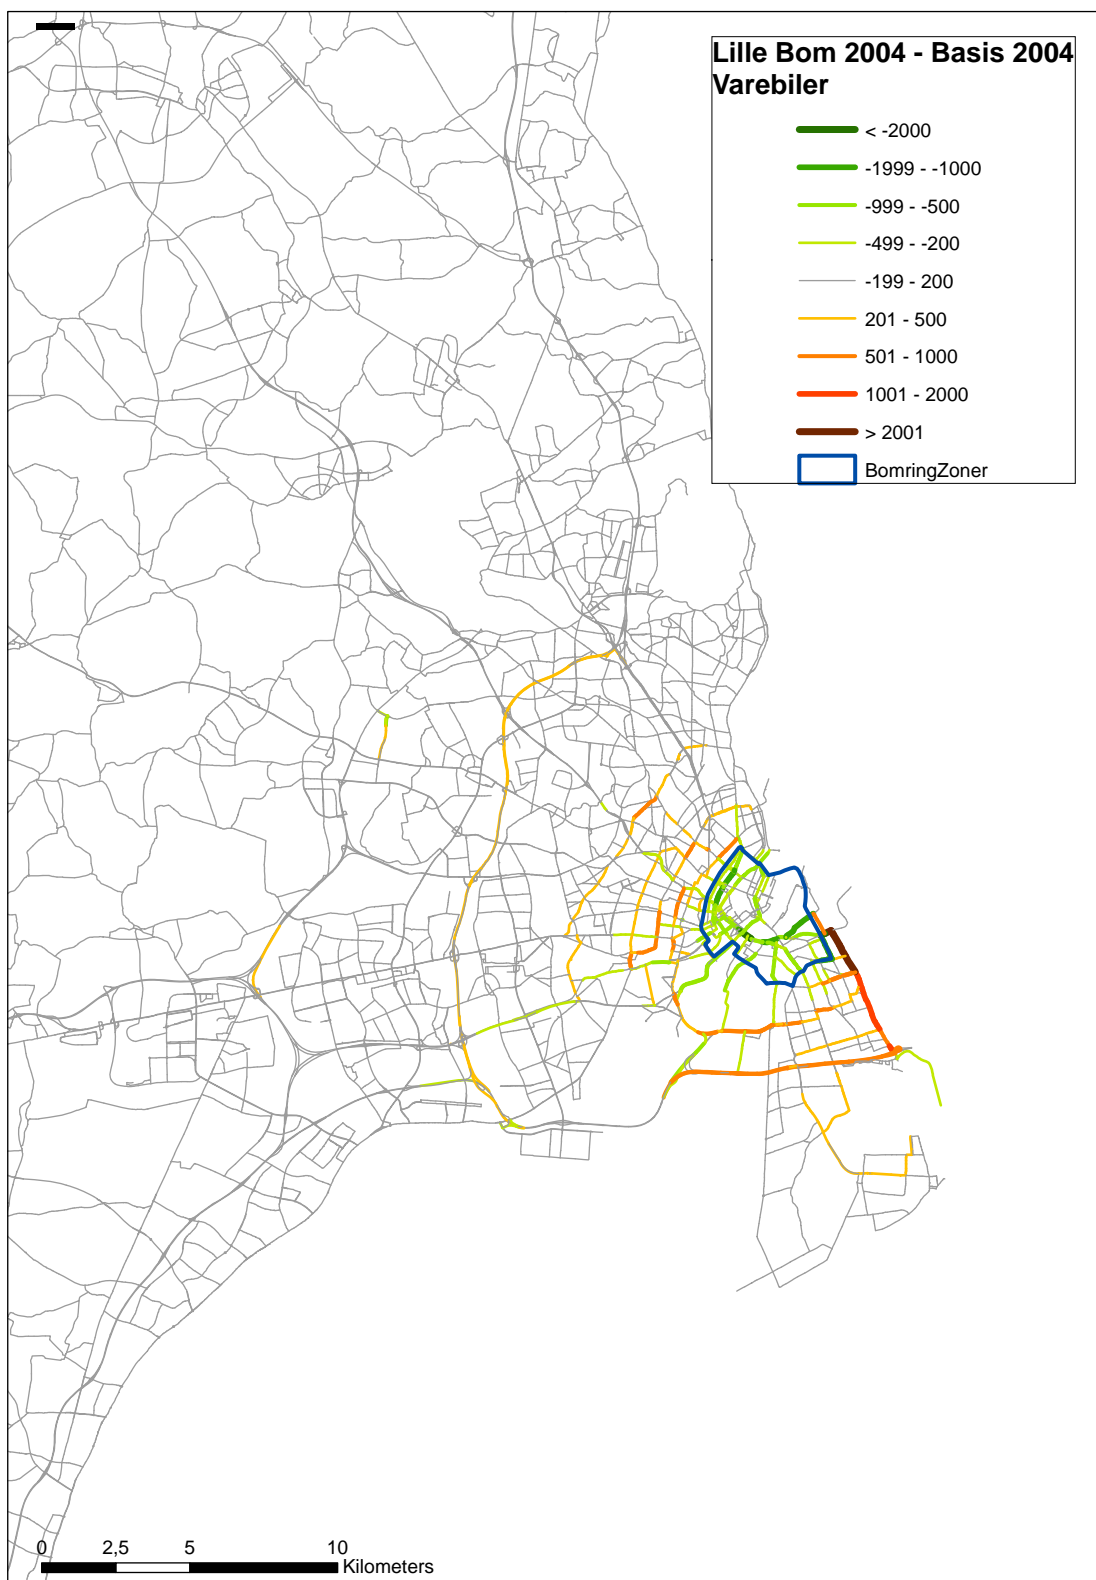 Lille Bom 2004 - Basis 2004
Varebiler
< -2000
-1999 - -1000
-999 - -500
-499 - -200
-199 - 200
201 - 500
501 - 1000
1001 - 2000
> 2001
BomringZoner
0 2,5 5 10
Kilometers